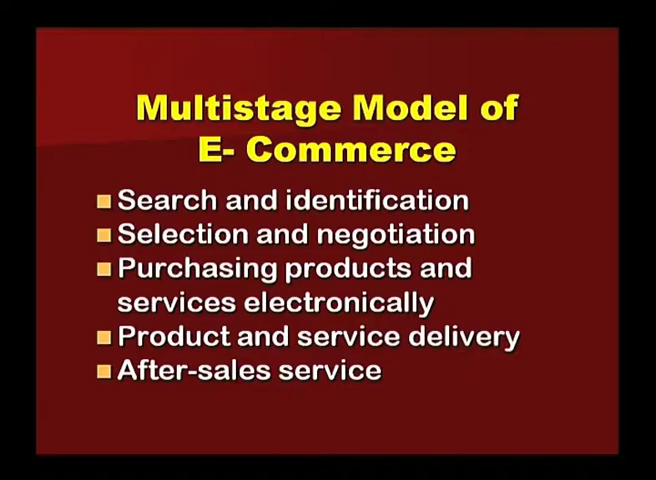 Multistage Model of
E- Commerce
Search and identification
Selection and negotiation
Purchasing products and
services electronically
Product and service delivery
After-sales service